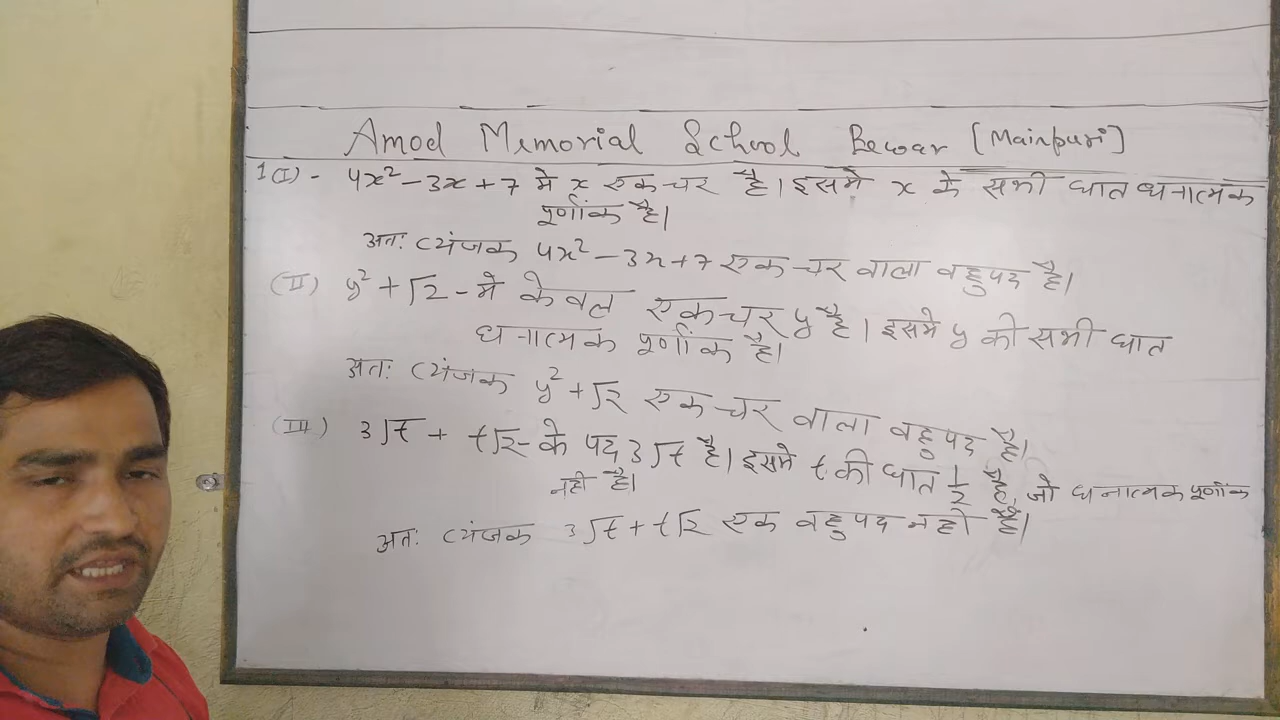 Amod Memorial School Bewar [Mainpuri]
1(I) - 4x² - 3x + 7 मे x एक चर है। इसमे x के सभी घात धनात्मक
पूर्णांक है।
अतः व्यंजक 4x² - 3x + 7 एक चर वाला बहुपद है।
(II) y² + √2 - मे केवल एक चर y है। इसमे y की सभी घात
धनात्मक पूर्णांक है।
अतः व्यंजक y² + √2 एक चर वाला बहुपद है।
(III) 3√t + t√2 - के पद 3√t है। इसमे t की घात 1/2 है, जो धनात्मक पूर्णांक
नही है।
अतः व्यंजक 3√t + t√2 एक बहुपद नही है।